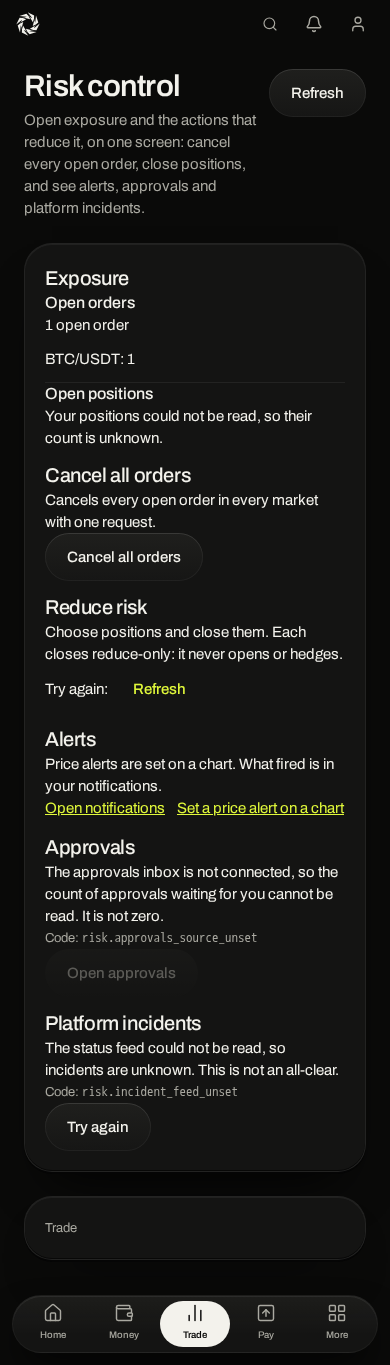 Risk control
Refresh
Open exposure and the actions that
reduce it, on one screen: cancel
every open order, close positions,
and see alerts, approvals and
platform incidents.
Exposure
Open orders
1 open order
BTC/USDT: 1
Open positions
Your positions could not be read, so their
count is unknown.
Cancel all orders
Cancels every open order in every market
with one request.
Cancel all orders
Reduce risk
Choose positions and close them. Each
closes reduce-only: it never opens or hedges.
Try again: Refresh
Alerts
Price alerts are set on a chart. What fired is in
your notifications.
Open notifications Set a price alert on a chart
Approvals
The approvals inbox is not connected, so the
count of approvals waiting for you cannot be
read. It is not zero.
Code: risk.approvals_source_unset
Open approvals
Platform incidents
The status feed could not be read, so
incidents are unknown. This is not an all-clear.
Code: risk.incident_feed_unset
Try again
Trade
Home Money Trade Pay More